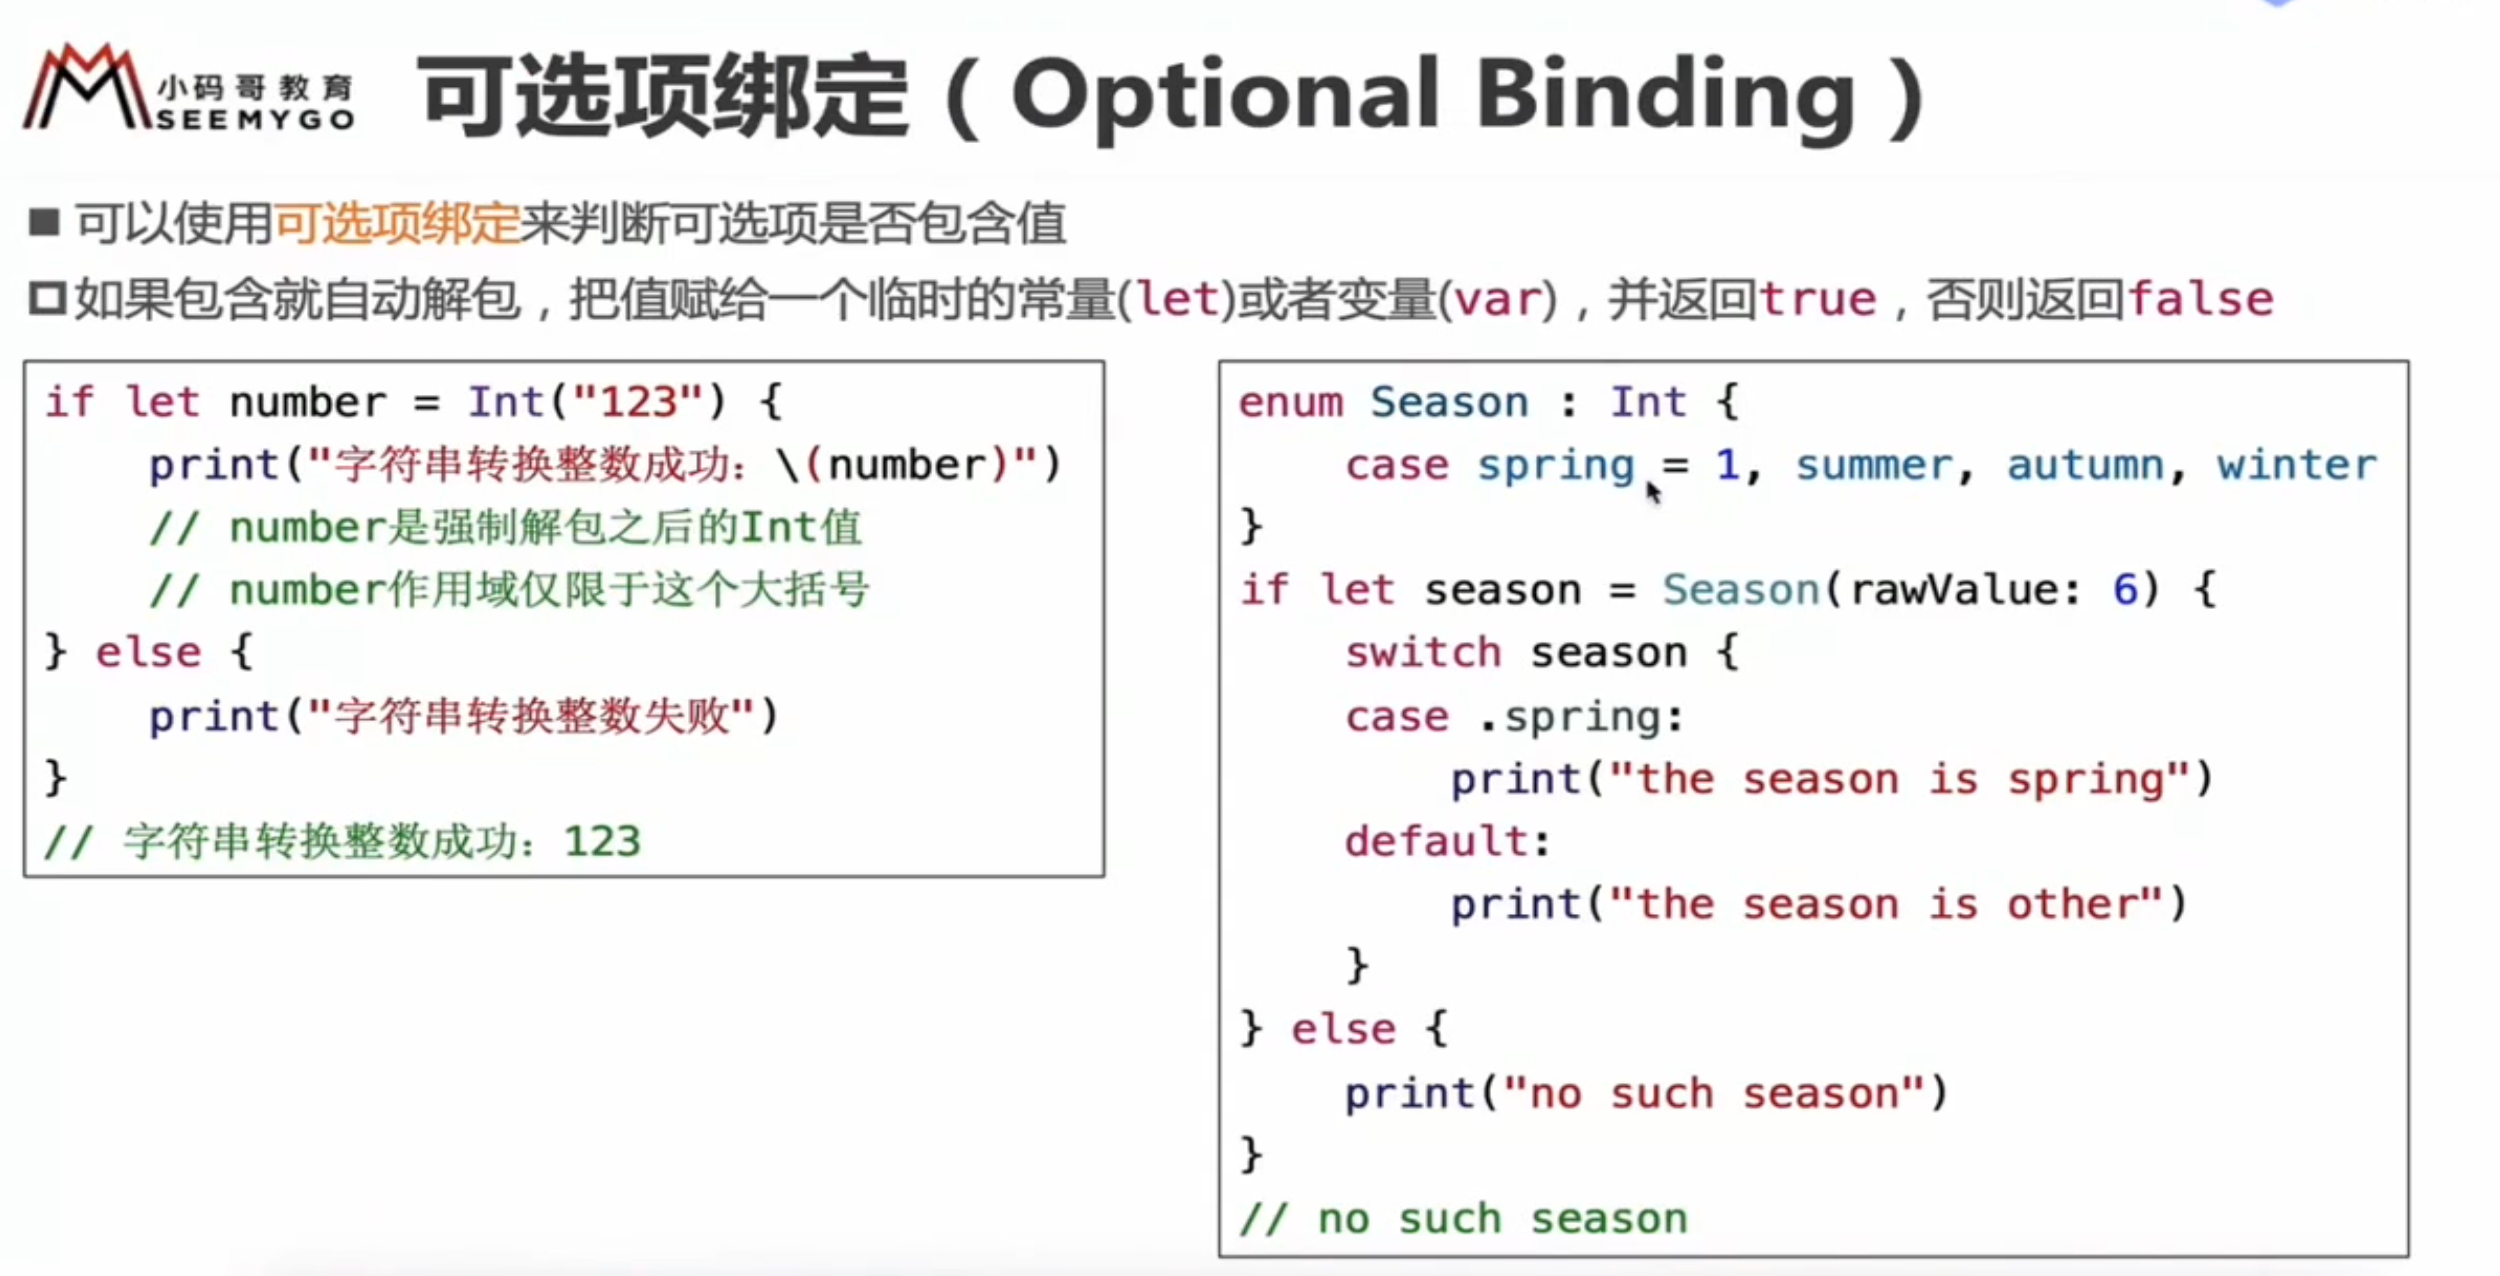 小码哥教育
SEEMYGO
可选项绑定（Optional Binding）
■ 可以使用可选项绑定来判断可选项是否包含值
□如果包含就自动解包，把值赋给一个临时的常量(let)或者变量(var)，并返回true，否则返回false
if let number = Int("123") {
    print("字符串转换整数成功：\(number)")
    // number是强制解包之后的Int值
    // number作用域仅限于这个大括号
} else {
    print("字符串转换整数失败")
}
// 字符串转换整数成功：123
enum Season : Int {
    case spring = 1, summer, autumn, winter
}
if let season = Season(rawValue: 6) {
    switch season {
    case .spring:
        print("the season is spring")
    default:
        print("the season is other")
    }
} else {
    print("no such season")
}
// no such season